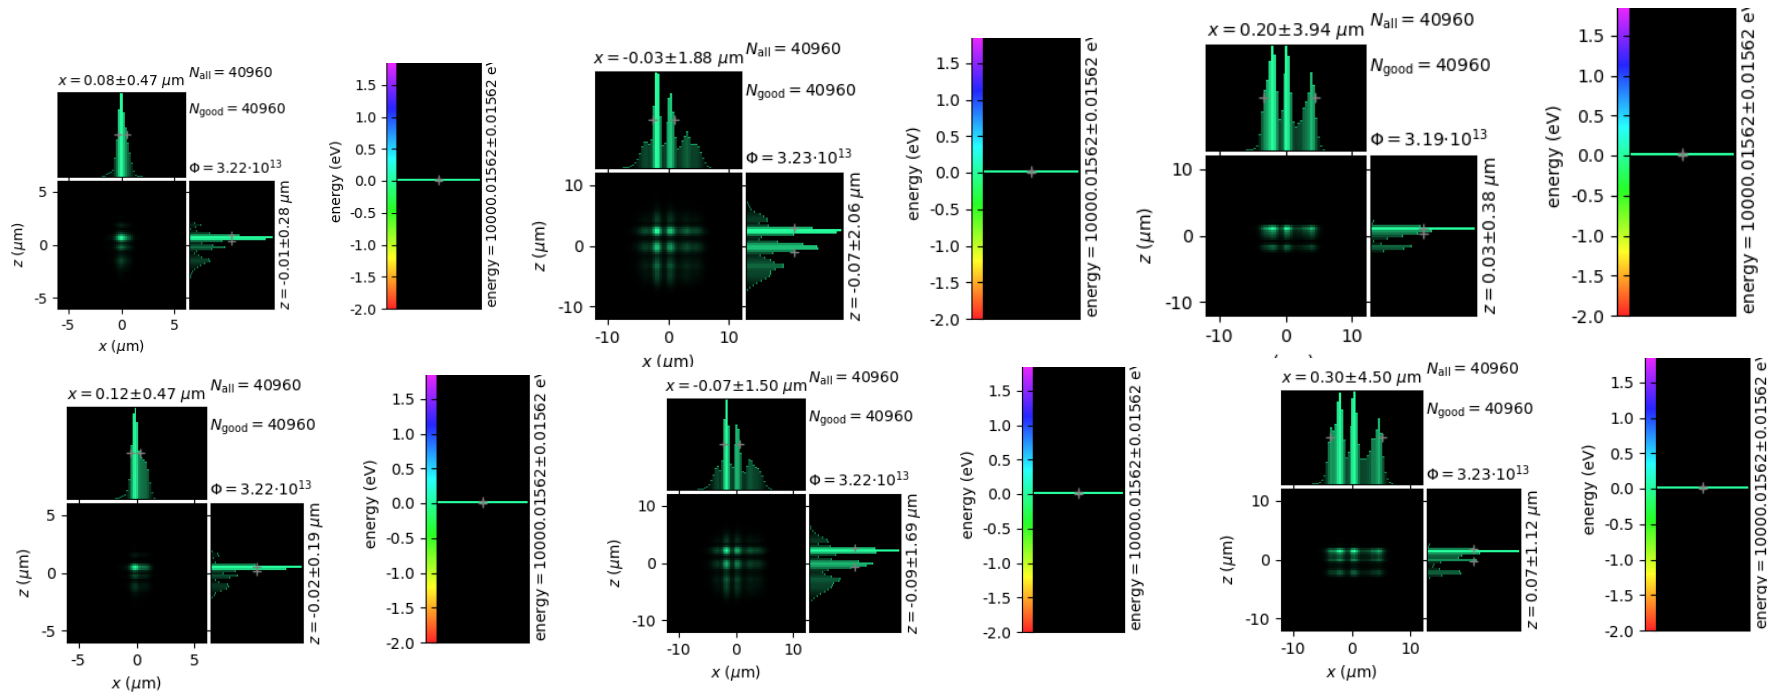 x = 0.08±0.47 μm
N_all = 40960
N_good = 40960
Φ = 3.22·10^13
z (μm)
5
0
-5
-5
0
5
x (μm)
z = -0.01±0.28 μm
energy (eV)
1.5
1.0
0.5
0.0
-0.5
-1.0
-1.5
-2.0
energy = 10000.01562±0.01562 eV
x = -0.03±1.88 μm
N_all = 40960
N_good = 40960
Φ = 3.23·10^13
z (μm)
10
0
-10
-10
0
10
x (μm)
z = -0.07±2.06 μm
energy (eV)
1.5
1.0
0.5
0.0
-0.5
-1.0
-1.5
-2.0
energy = 10000.01562±0.01562 eV
x = 0.20±3.94 μm
N_all = 40960
N_good = 40960
Φ = 3.19·10^13
z (μm)
10
0
-10
-10
0
10
z = 0.03±0.38 μm
energy (eV)
1.5
1.0
0.5
0.0
-0.5
-1.0
-1.5
-2.0
energy = 10000.01562±0.01562 eV
x = 0.12±0.47 μm
N_all = 40960
N_good = 40960
Φ = 3.22·10^13
z (μm)
5
0
-5
-5
0
5
x (μm)
z = -0.02±0.19 μm
energy (eV)
1.5
1.0
0.5
0.0
-0.5
-1.0
-1.5
-2.0
energy = 10000.01562±0.01562 eV
x = -0.07±1.50 μm
N_all = 40960
N_good = 40960
Φ = 3.22·10^13
z (μm)
10
0
-10
-10
0
10
x (μm)
z = -0.09±1.69 μm
energy (eV)
1.5
1.0
0.5
0.0
-0.5
-1.0
-1.5
-2.0
energy = 10000.01562±0.01562 eV
x = 0.30±4.50 μm
N_all = 40960
N_good = 40960
Φ = 3.23·10^13
z (μm)
10
0
-10
-10
0
10
x (μm)
z = 0.07±1.12 μm
energy (eV)
1.5
1.0
0.5
0.0
-0.5
-1.0
-1.5
-2.0
energy = 10000.01562±0.01562 eV